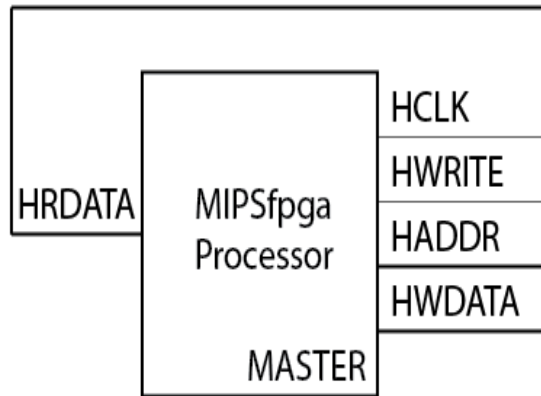 HCLK
HWRITE
HRDATA
MIPSfpga
Processor
HADDR
HWDATA
MASTER